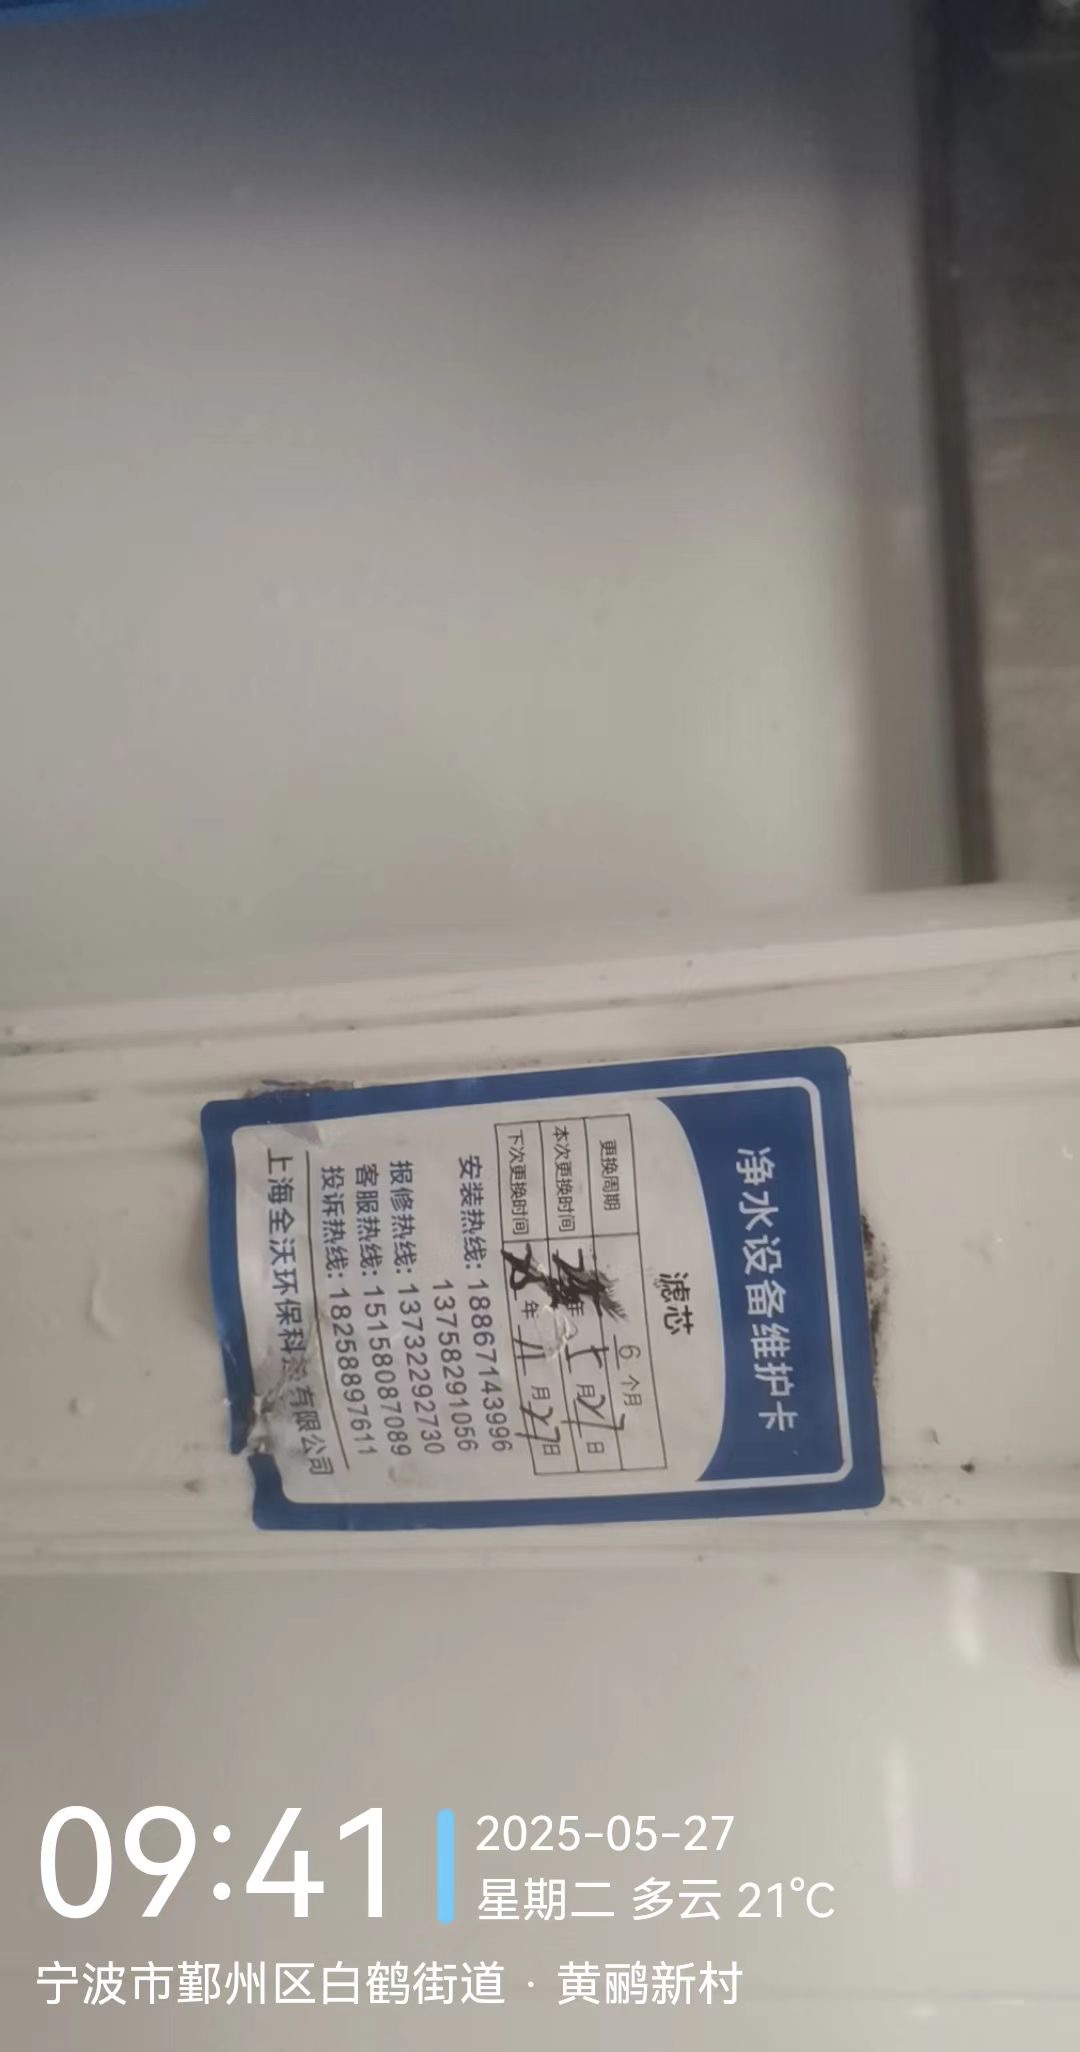 净水设备维护卡
滤芯
更换周期 6 个月
本次更换时间 年 5 月 27 日
下次更换时间 年 11 月 27 日
安装热线: 18867143996
13758291056
报修热线: 13732292730
客服热线: 15158087089
投诉热线: 18258897611
上海全沃环保科 有限公司
09:41
2025-05-27
星期二 多云 21℃
宁波市鄞州区白鹤街道 · 黄鹂新村